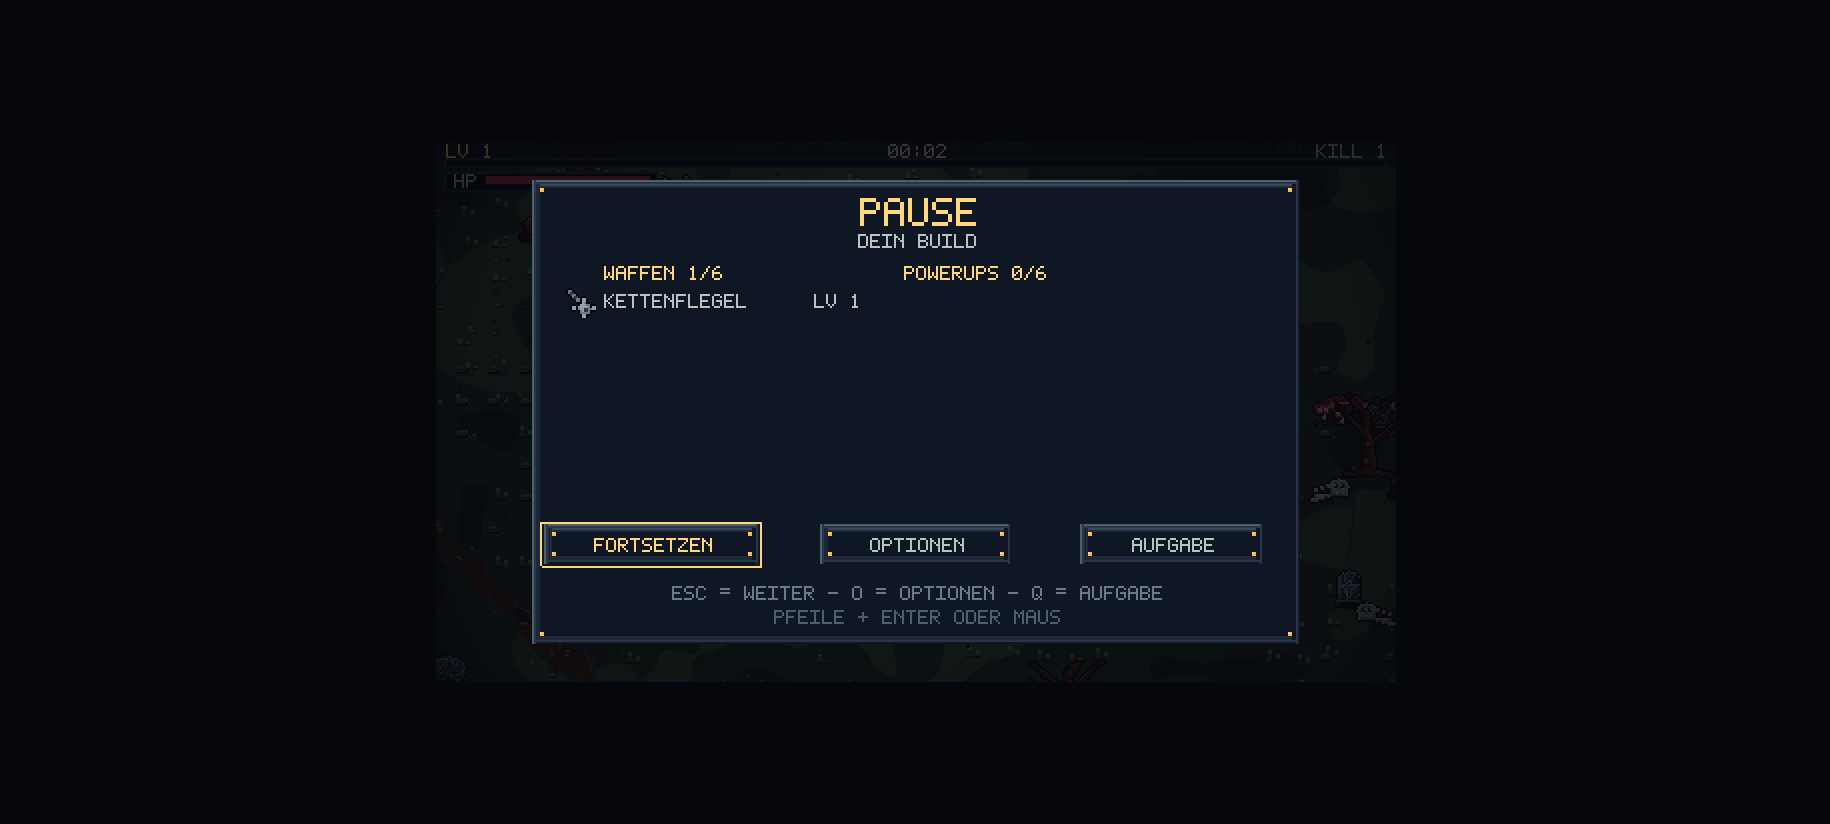 LV 1 00:02 KILL 1
HP
PAUSE
DEIN BUILD
WAFFEN 1/6 POWERUPS 0/6
KETTENFLEGEL LV 1
FORTSETZEN OPTIONEN AUFGABE
ESC = WEITER - O = OPTIONEN - Q = AUFGABE
PFEILE + ENTER ODER MAUS